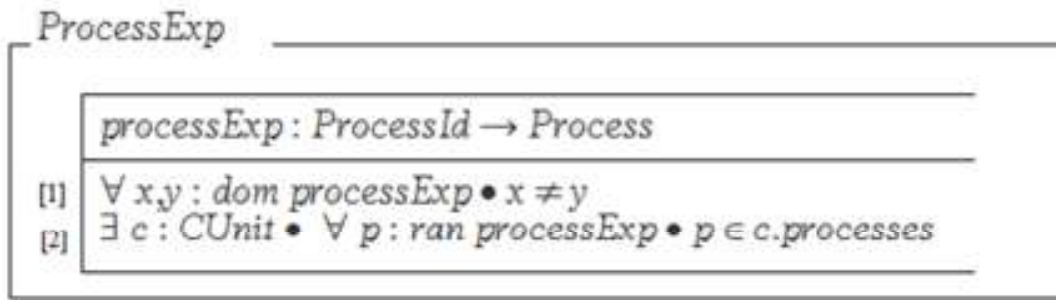 ProcessExp
processExp : ProcessId → Process
[1] ∀ x,y : dom processExp • x ≠ y
[2] ∃ c : CUnit • ∀ p : ran processExp • p ∈ c.processes